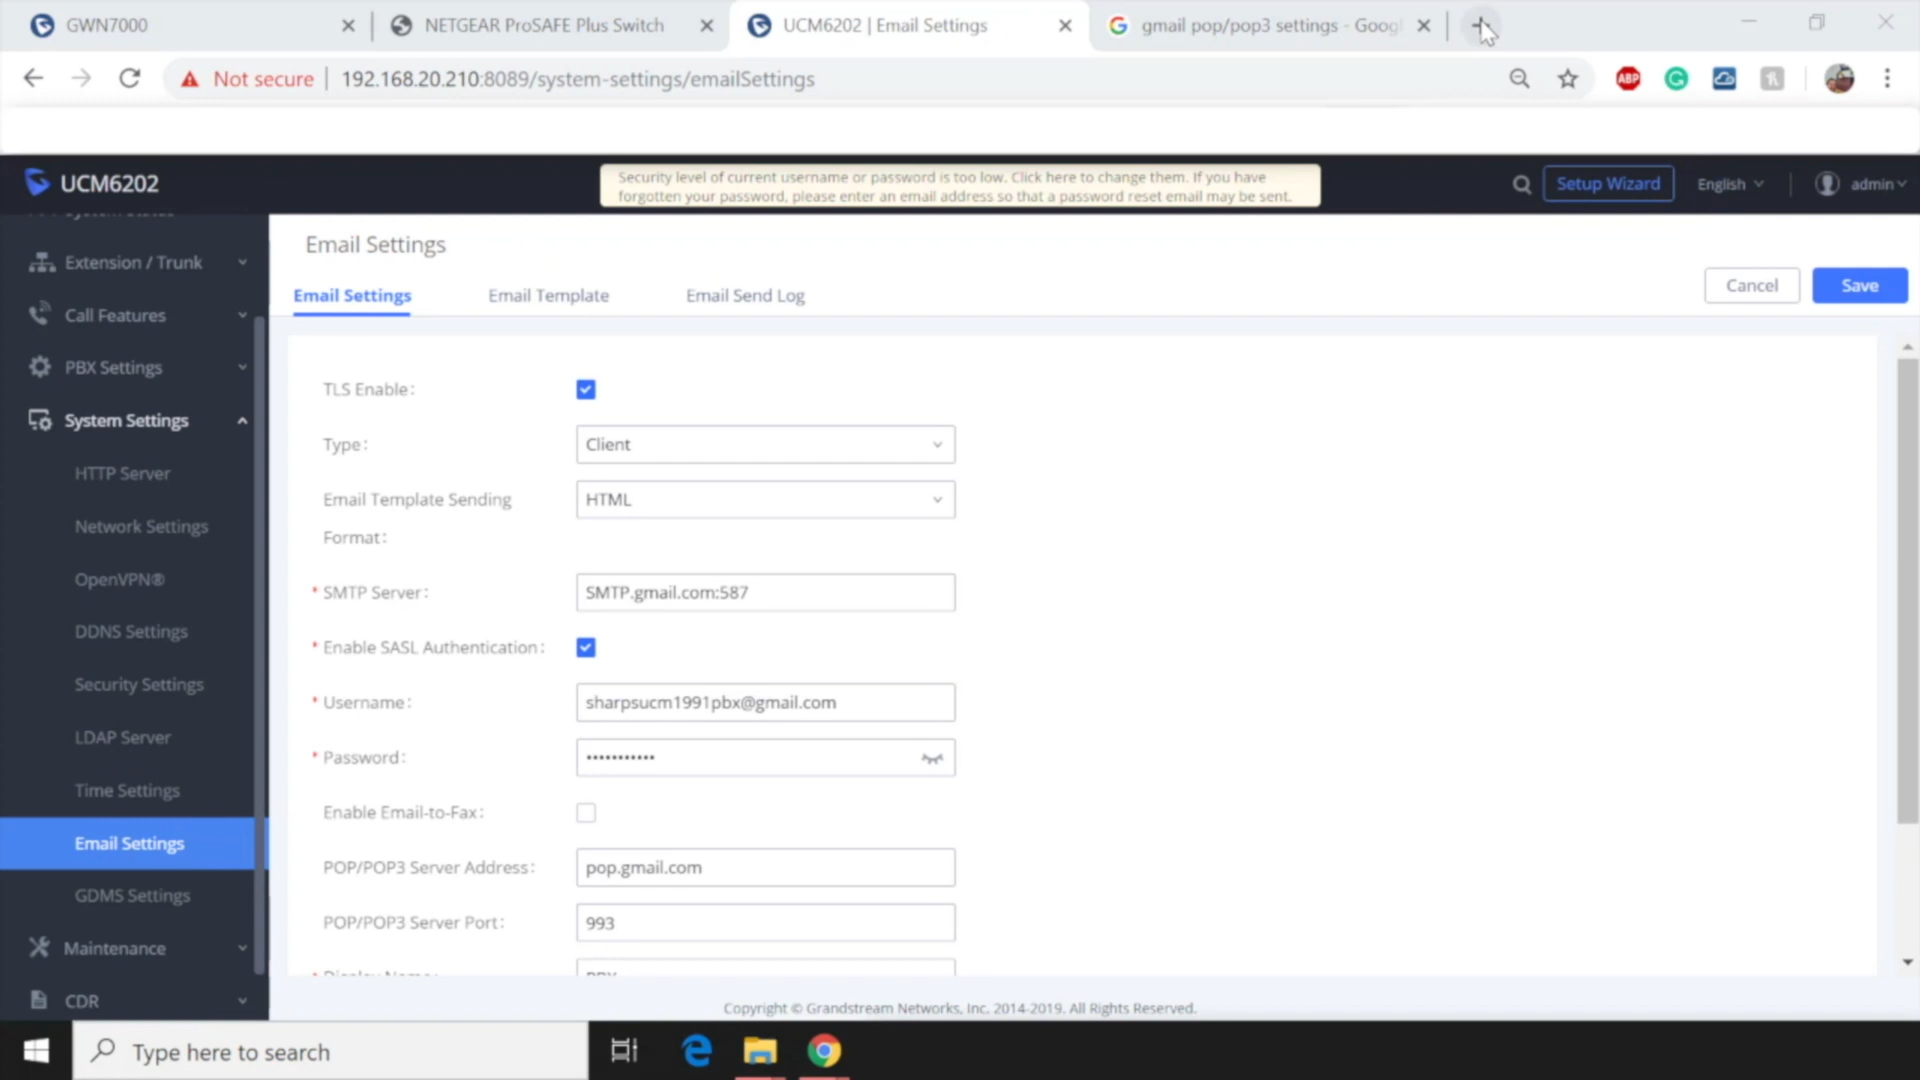 GWN7000
NETGEAR ProSAFE Plus Switch
UCM6202 | Email Settings
gmail pop/pop3 settings - Goog
Not secure
192.168.20.210:8089/system-settings/emailSettings
ABP
UCM6202
Security level of current username or password is too low. Click here to change them. If you have
forgotten your password, please enter an email address so that a password reset email may be sent.
Setup Wizard
English
admin
System Status
Extension / Trunk
Call Features
PBX Settings
System Settings
HTTP Server
Network Settings
OpenVPN®
DDNS Settings
Security Settings
LDAP Server
Time Settings
Email Settings
GDMS Settings
Maintenance
CDR
Email Settings
Email Settings
Email Template
Email Send Log
Cancel
Save
TLS Enable:
Type:
Client
Email Template Sending
Format:
HTML
* SMTP Server:
SMTP.gmail.com:587
* Enable SASL Authentication:
* Username:
sharpsucm1991pbx@gmail.com
* Password:
•••••••••••
Enable Email-to-Fax:
POP/POP3 Server Address:
pop.gmail.com
POP/POP3 Server Port:
993
* Display Name:
PBX
Copyright © Grandstream Networks, Inc. 2014-2019. All Rights Reserved.
Type here to search